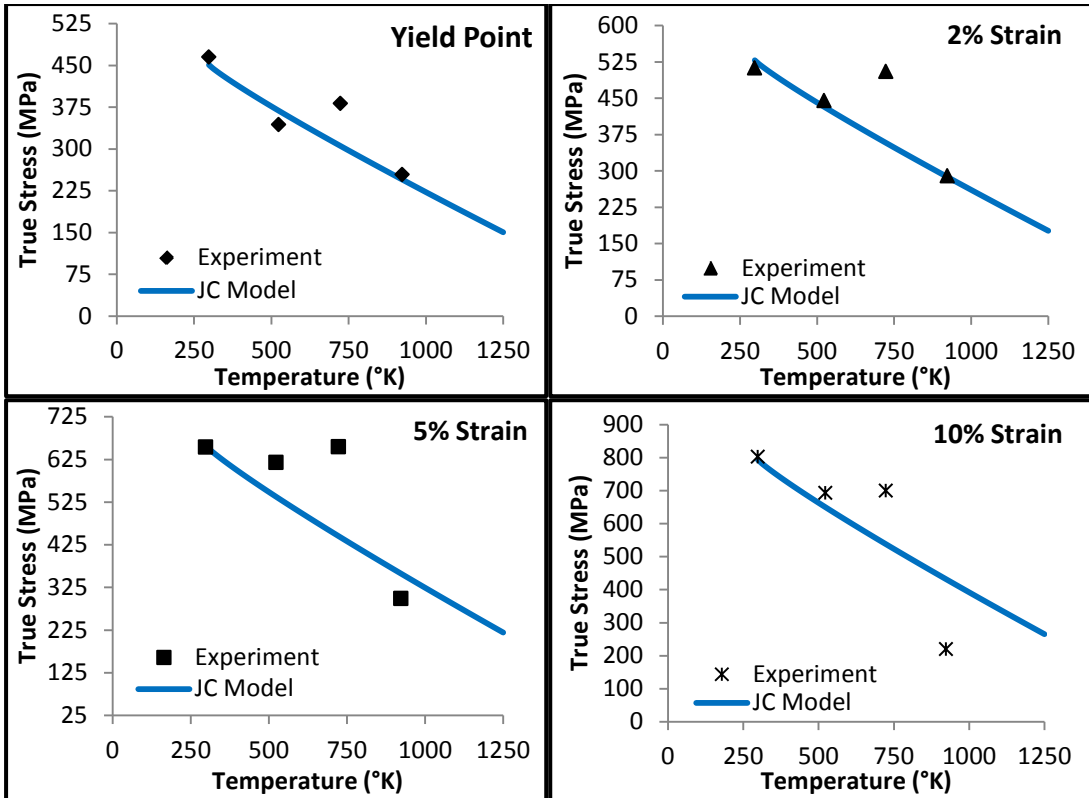 Yield Point
True Stress (MPa)
525
450
375
300
225
150
75
0
Experiment
JC Model
0 250 500 750 1000 1250
Temperature (°K)
2% Strain
True Stress (MPa)
600
525
450
375
300
225
150
75
0
Experiment
JC Model
0 250 500 750 1000 1250
Temperature (°K)
5% Strain
True Stress (MPa)
725
625
525
425
325
225
125
25
Experiment
JC Model
0 250 500 750 1000 1250
Temperature (°K)
10% Strain
True Stress (MPa)
900
800
700
600
500
400
300
200
100
0
Experiment
JC Model
0 250 500 750 1000 1250
Temperature (°K)